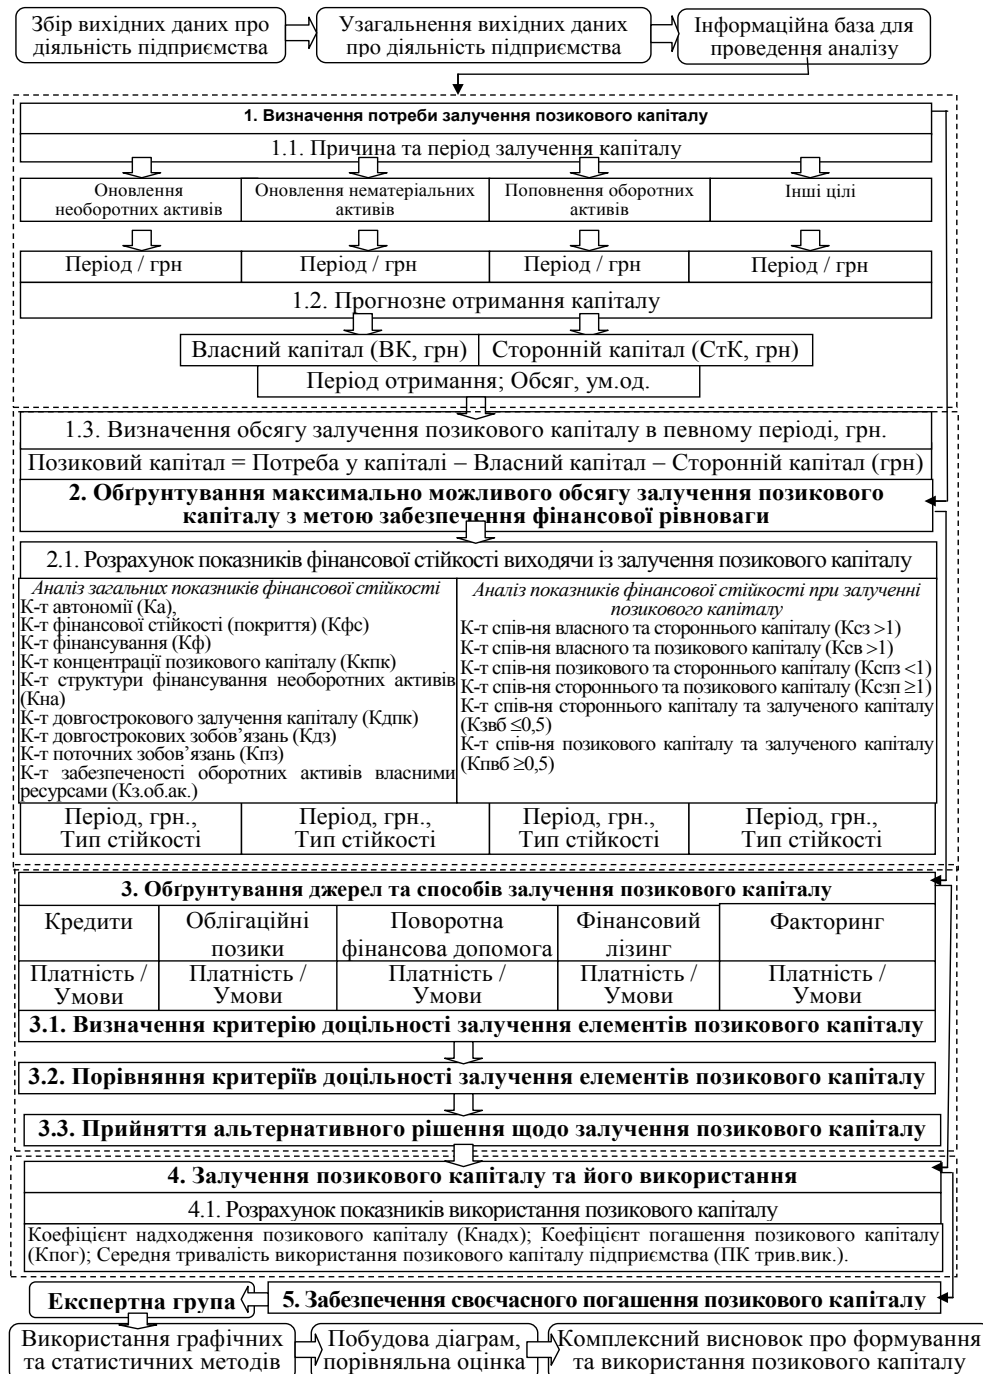 Збір вихідних даних про
діяльність підприємства
Узагальнення вихідних даних
про діяльність підприємства
Інформаційна база для
проведення аналізу
1. Визначення потреби залучення позикового капіталу
1.1. Причина та період залучення капіталу
Оновлення
необоротних активів
Оновлення нематеріальних
активів
Поповнення оборотних
активів
Інші цілі
Період / грн
Період / грн
Період / грн
Період / грн
1.2. Прогнозне отримання капіталу
Власний капітал (ВК, грн)
Сторонній капітал (СтК, грн)
Період отримання; Обсяг, ум.од.
1.3. Визначення обсягу залучення позикового капіталу в певному періоді, грн.
Позиковий капітал = Потреба у капіталі – Власний капітал – Сторонній капітал (грн)
2. Обґрунтування максимально можливого обсягу залучення позикового
капіталу з метою забезпечення фінансової рівноваги
2.1. Розрахунок показників фінансової стійкості виходячи із залучення позикового капіталу
Аналіз загальних показників фінансової стійкості
К-т автономії (Ка),
К-т фінансової стійкості (покриття) (Кфс)
К-т фінансування (Кф)
К-т концентрації позикового капіталу (Ккпк)
К-т структури фінансування необоротних активів
(Кна)
К-т довгострокового залучення капіталу (Кдпк)
К-т довгострокових зобов’язань (Кдз)
К-т поточних зобов’язань (Кпз)
К-т забезпеченості оборотних активів власними
ресурсами (Кз.об.ак.)
Аналіз показників фінансової стійкості при залученні
позикового капіталу
К-т спів-ня власного та стороннього капіталу (Ксз >1)
К-т спів-ня власного та позикового капіталу (Ксв >1)
К-т спів-ня позикового та стороннього капіталу (Кспз <1)
К-т спів-ня стороннього та позикового капіталу (Ксзп ≥1)
К-т спів-ня стороннього капіталу та залученого капіталу
(Кзвб ≤0,5)
К-т спів-ня позикового капіталу та залученого капіталу
(Кпвб ≥0,5)
Період, грн.,
Тип стійкості
Період, грн.,
Тип стійкості
Період, грн.,
Тип стійкості
Період, грн.,
Тип стійкості
3. Обґрунтування джерел та способів залучення позикового капіталу
Кредити
Облігаційні
позики
Поворотна
фінансова допомога
Фінансовий
лізинг
Факторинг
Платність /
Умови
Платність /
Умови
Платність /
Умови
Платність /
Умови
Платність /
Умови
3.1. Визначення критерію доцільності залучення елементів позикового капіталу
3.2. Порівняння критеріїв доцільності залучення елементів позикового капіталу
3.3. Прийняття альтернативного рішення щодо залучення позикового капіталу
4. Залучення позикового капіталу та його використання
4.1. Розрахунок показників використання позикового капіталу
Коефіцієнт надходження позикового капіталу (Кнадх); Коефіцієнт погашення позикового капіталу
(Кпог); Середня тривалість використання позикового капіталу підприємства (ПК трив.вик.).
Експертна група
5. Забезпечення своєчасного погашення позикового капіталу
Використання графічних
та статистичних методів
Побудова діаграм,
порівняльна оцінка
Комплексний висновок про формування
та використання позикового капіталу